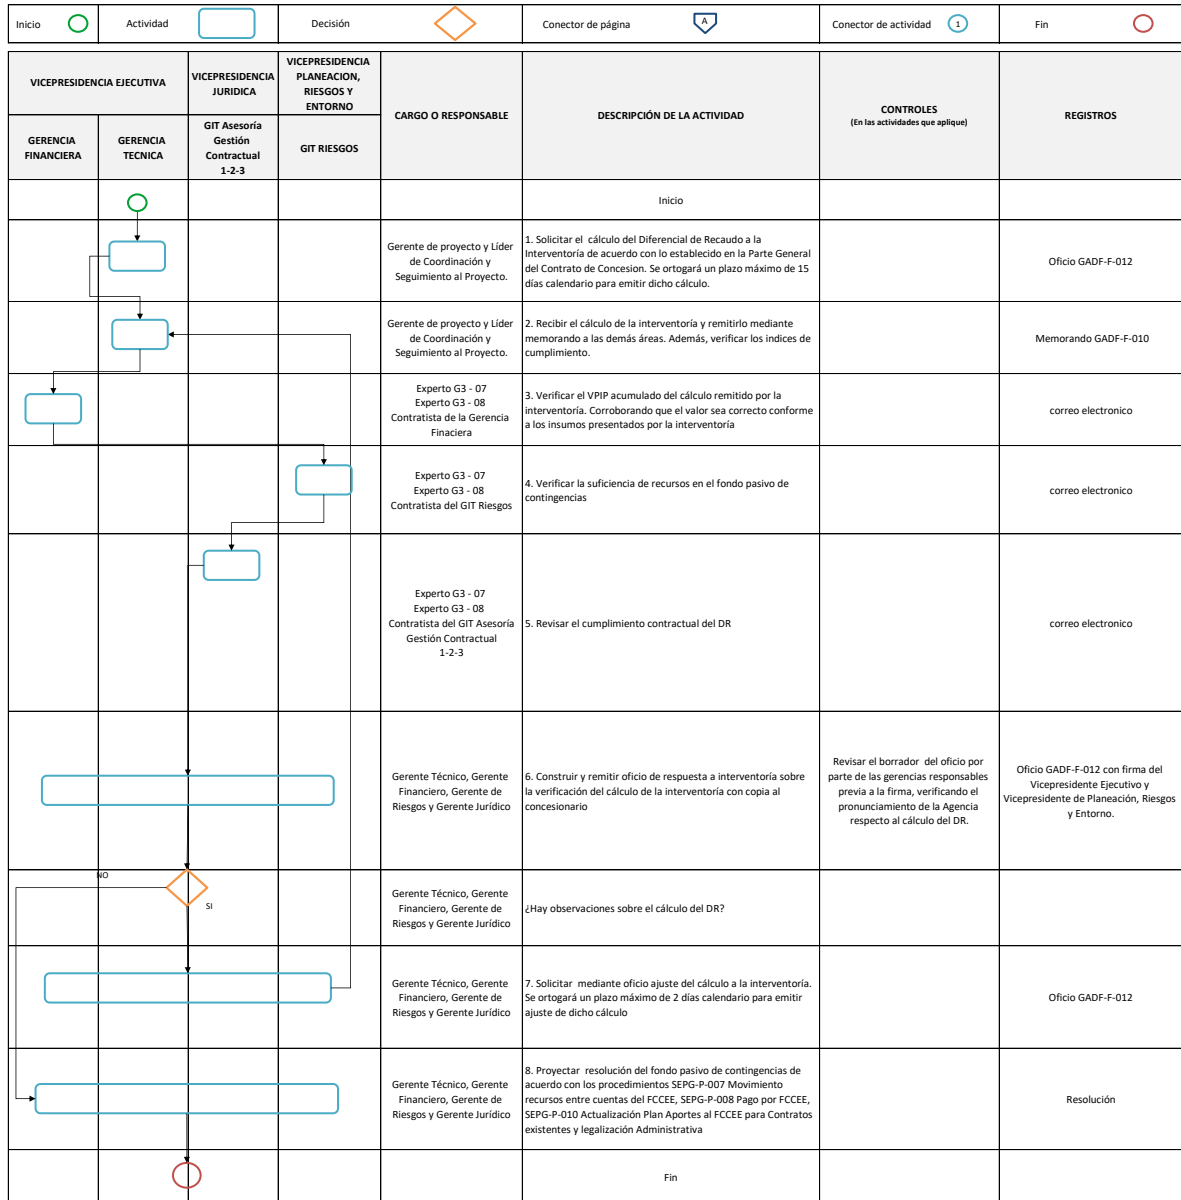 Inicio
Actividad
Decisión
Conector de página
A
Conector de actividad
1
Fin
VICEPRESIDENCIA EJECUTIVA
VICEPRESIDENCIA
JURIDICA
VICEPRESIDENCIA
PLANEACION,
RIESGOS Y
ENTORNO
CARGO O RESPONSABLE
DESCRIPCIÓN DE LA ACTIVIDAD
CONTROLES
(En las actividades que aplique)
REGISTROS
GERENCIA
FINANCIERA
GERENCIA
TECNICA
GIT Asesoría
Gestión
Contractual
1-2-3
GIT RIESGOS
Inicio
Gerente de proyecto y Líder
de Coordinación y
Seguimiento al Proyecto.
1. Solicitar el cálculo del Diferencial de Recaudo a la
Interventoría de acuerdo con lo establecido en la Parte General
del Contrato de Concesion. Se ortogará un plazo máximo de 15
días calendario para emitir dicho cálculo.
Oficio GADF-F-012
Gerente de proyecto y Líder
de Coordinación y
Seguimiento al Proyecto.
2. Recibir el cálculo de la interventoría y remitirlo mediante
memorando a las demás áreas. Además, verificar los indices de
cumplimiento.
Memorando GADF-F-010
Experto G3 - 07
Experto G3 - 08
Contratista de la Gerencia
Finaciera
3. Verificar el VPIP acumulado del cálculo remitido por la
interventoría. Corroborando que el valor sea correcto conforme
a los insumos presentados por la interventoría
correo electronico
Experto G3 - 07
Experto G3 - 08
Contratista del GIT Riesgos
4. Verificar la suficiencia de recursos en el fondo pasivo de
contingencias
correo electronico
Experto G3 - 07
Experto G3 - 08
Contratista del GIT Asesoría
Gestión Contractual
1-2-3
5. Revisar el cumplimiento contractual del DR
correo electronico
Gerente Técnico, Gerente
Financiero, Gerente de
Riesgos y Gerente Jurídico
6. Construir y remitir oficio de respuesta a interventoría sobre
la verificación del cálculo de la interventoría con copia al
concesionario
Revisar el borrador del oficio por
parte de las gerencias responsables
previa a la firma, verificando el
pronunciamiento de la Agencia
respecto al cálculo del DR.
Oficio GADF-F-012 con firma del
Vicepresidente Ejecutivo y
Vicepresidente de Planeación, Riesgos
y Entorno.
NO
SI
Gerente Técnico, Gerente
Financiero, Gerente de
Riesgos y Gerente Jurídico
¿Hay observaciones sobre el cálculo del DR?
Gerente Técnico, Gerente
Financiero, Gerente de
Riesgos y Gerente Jurídico
7. Solicitar mediante oficio ajuste del cálculo a la interventoría.
Se ortogará un plazo máximo de 2 días calendario para emitir
ajuste de dicho cálculo
Oficio GADF-F-012
Gerente Técnico, Gerente
Financiero, Gerente de
Riesgos y Gerente Jurídico
8. Proyectar resolución del fondo pasivo de contingencias de
acuerdo con los procedimientos SEPG-P-007 Movimiento
recursos entre cuentas del FCCEE, SEPG-P-008 Pago por FCCEE,
SEPG-P-010 Actualización Plan Aportes al FCCEE para Contratos
existentes y legalización Administrativa
Resolución
Fin